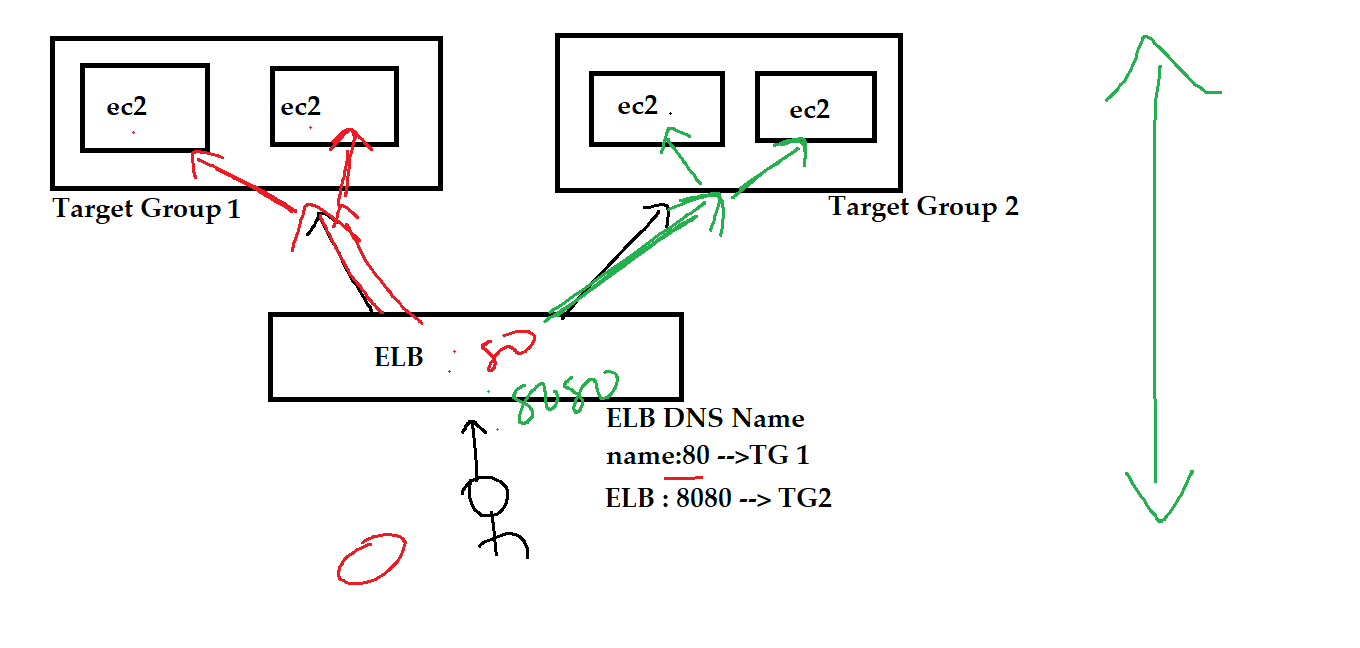 ec2
ec2
ec2
ec2
Target Group 1
Target Group 2
ELB
80
8080
ELB DNS Name
name:80 -->TG 1
ELB : 8080 --> TG2